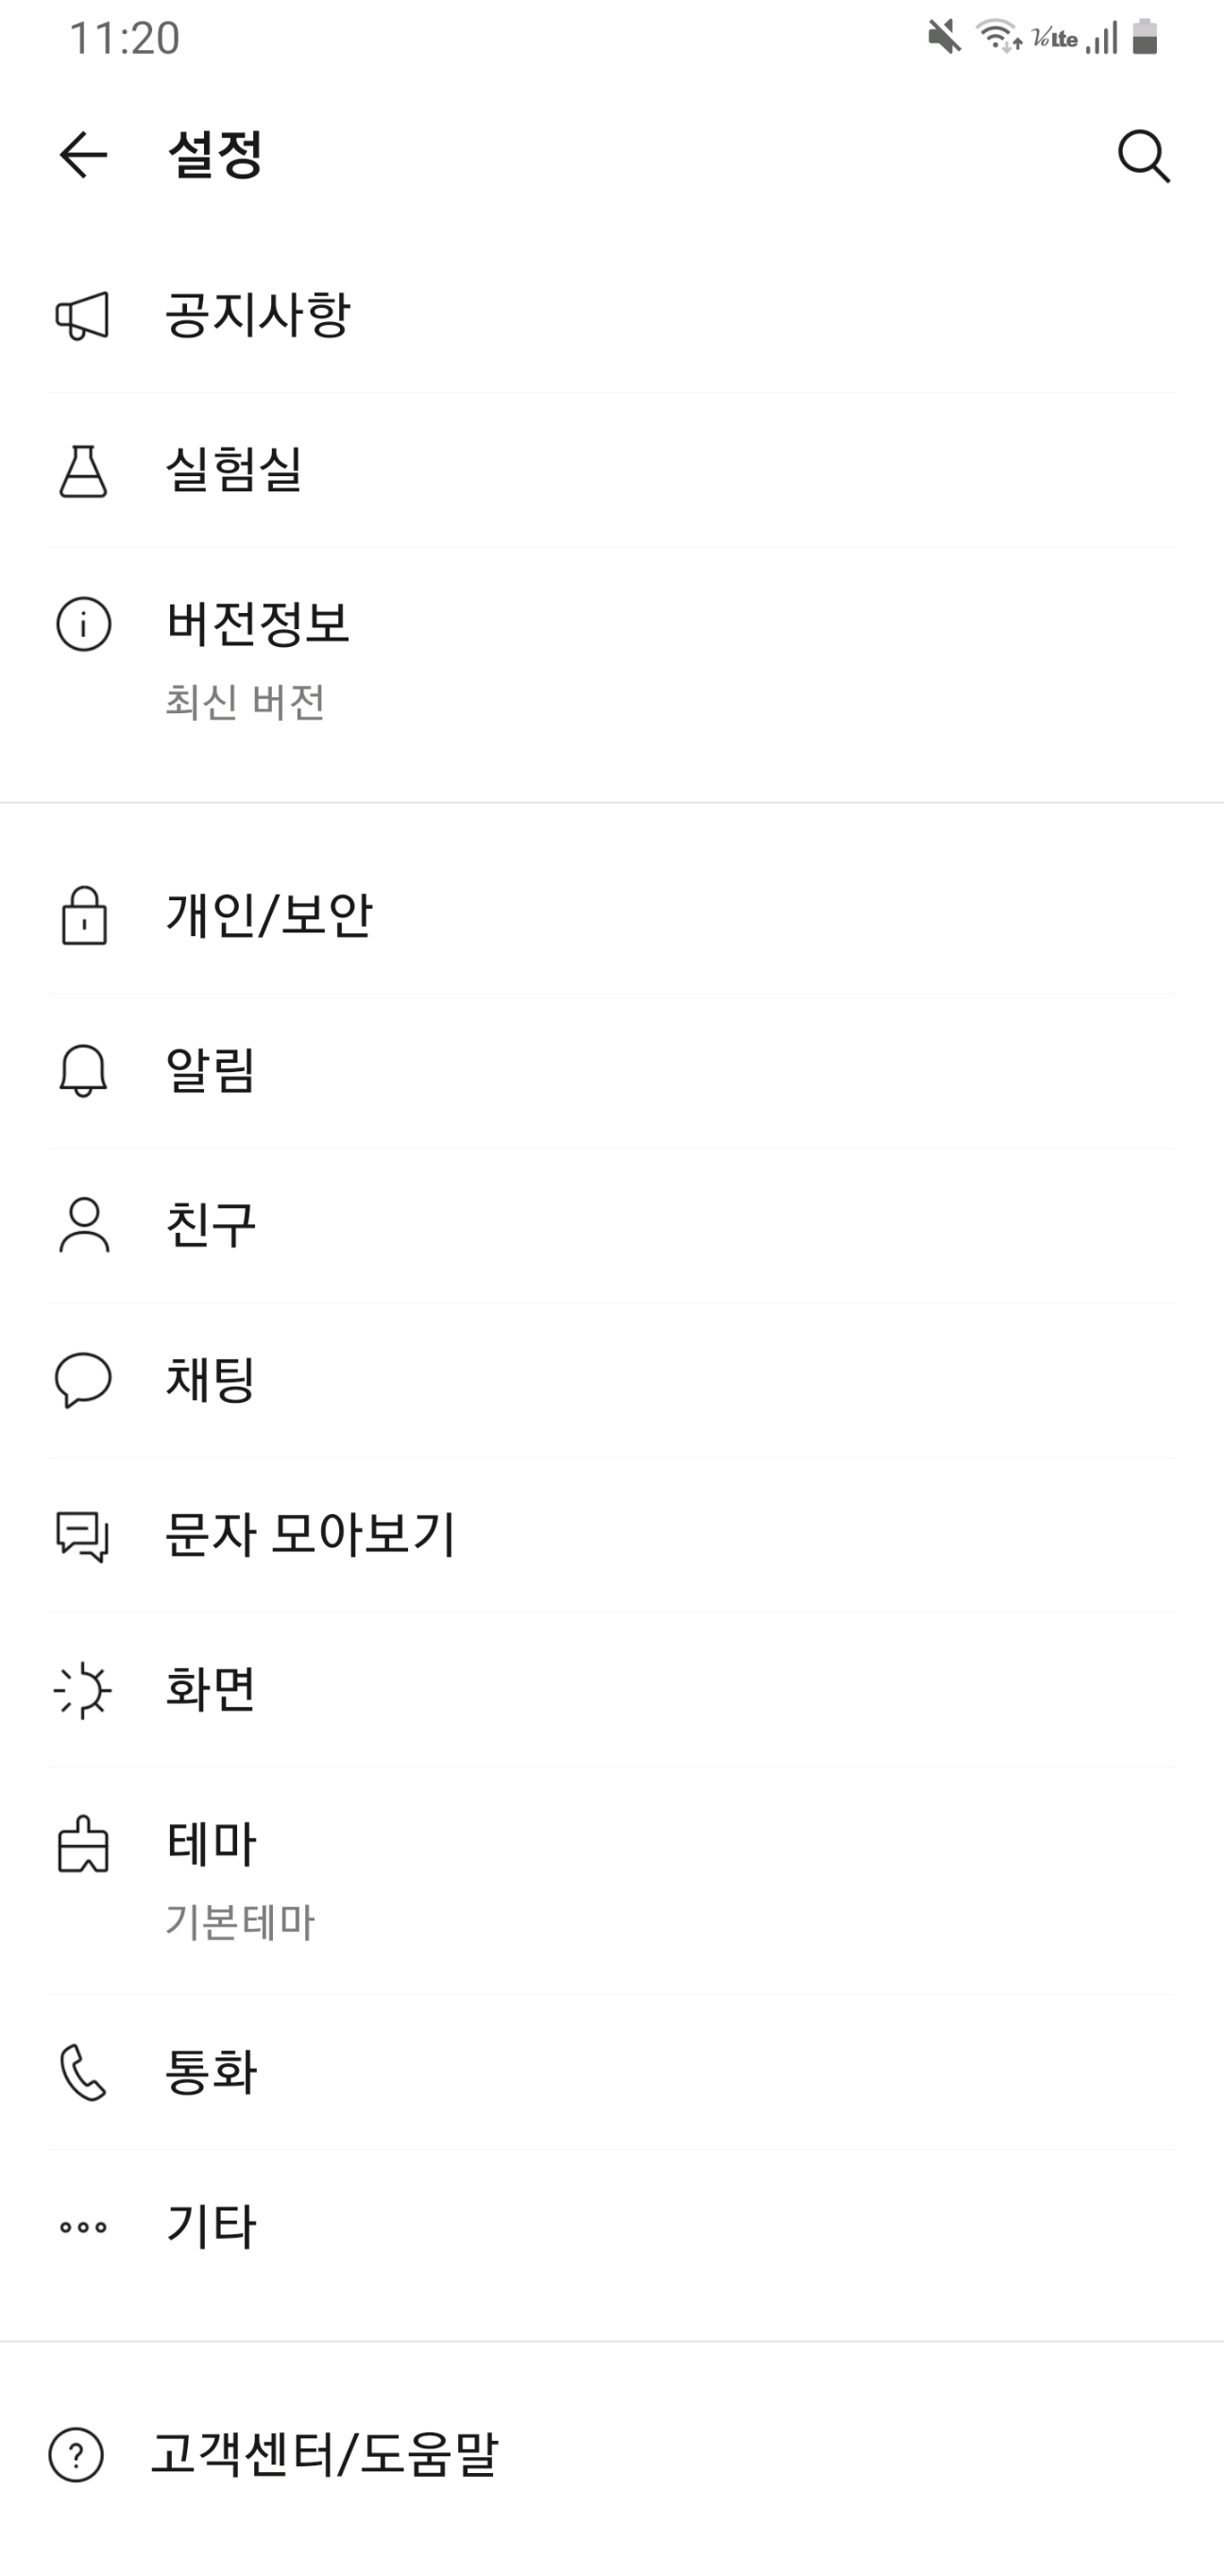 11:20
VoLte
설정
공지사항
실험실
버전정보
최신 버전
개인/보안
알림
친구
채팅
문자 모아보기
화면
테마
기본테마
통화
기타
고객센터/도움말